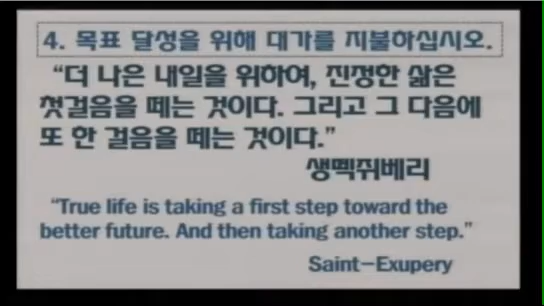 4. 목표 달성을 위해 대가를 지불하십시오.
“더 나은 내일을 위하여, 진정한 삶은
첫걸음을 떼는 것이다. 그리고 그 다음에
또 한 걸음을 떼는 것이다.”
생떽쥐베리
“True life is taking a first step toward the
better future. And then taking another step.”
Saint-Exupery